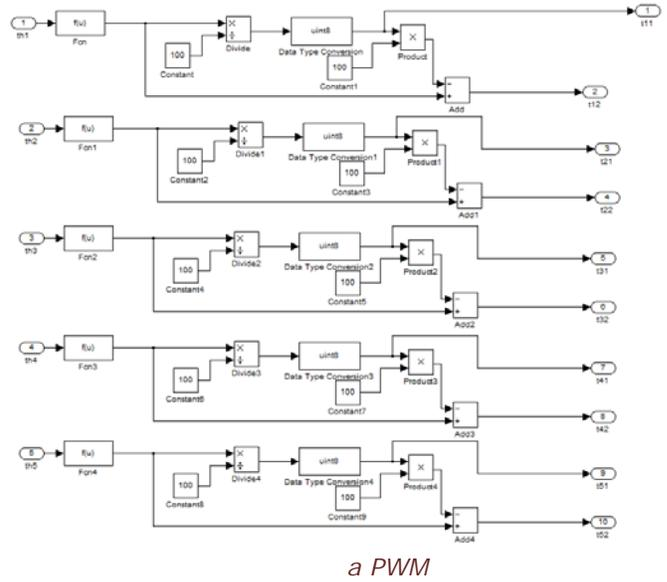 1
th1
f(u)
Fcn
×
÷
Divide
100
Constant
uint8
Data Type Conversion
100
Constant1
×
Product
−
+
Add
1
t11
2
t12
2
th2
f(u)
Fcn1
×
÷
Divide1
100
Constant2
uint8
Data Type Conversion1
100
Constant3
×
Product1
−
+
Add1
3
t21
4
t22
3
th3
f(u)
Fcn2
×
÷
Divide2
100
Constant4
uint8
Data Type Conversion2
100
Constant5
×
Product2
−
+
Add2
5
t31
6
t32
4
th4
f(u)
Fcn3
×
÷
Divide3
100
Constant6
uint8
Data Type Conversion3
100
Constant7
×
Product3
−
+
Add3
7
t41
8
t42
5
th5
f(u)
Fcn4
×
÷
Divide4
100
Constant8
uint8
Data Type Conversion4
100
Constant9
×
Product4
−
+
Add4
9
t51
10
t52
a PWM